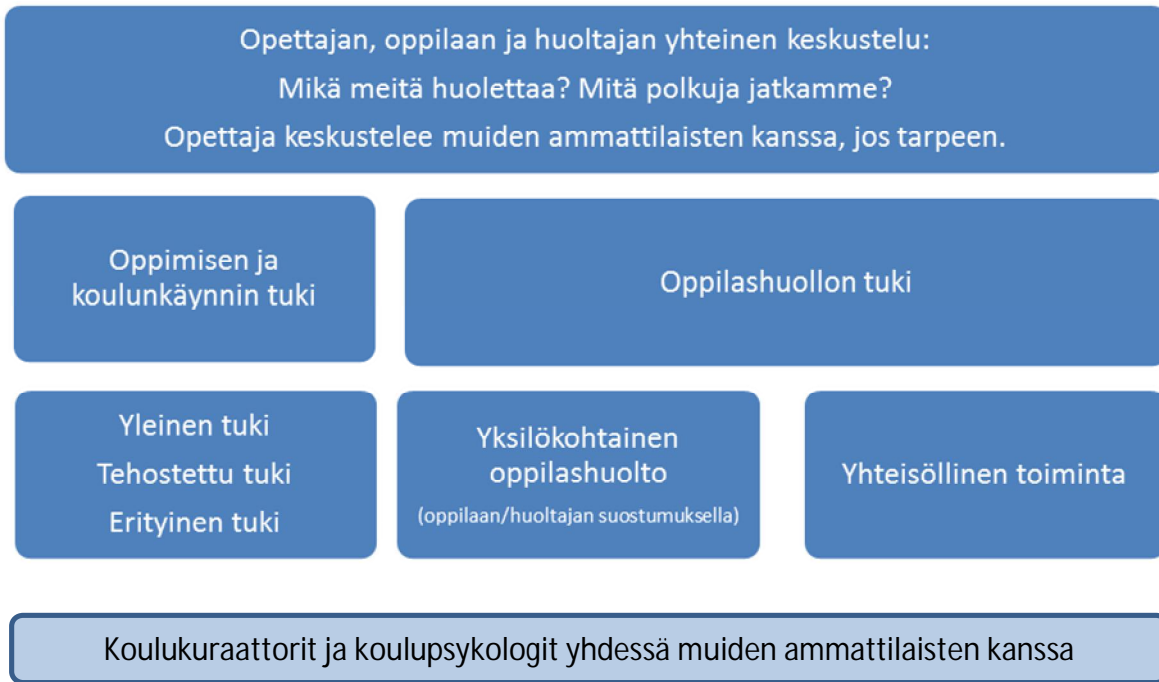 Opettajan, oppilaan ja huoltajan yhteinen keskustelu:
Mikä meitä huolettaa? Mitä polkuja jatkamme?
Opettaja keskustelee muiden ammattilaisten kanssa, jos tarpeen.
Oppimisen ja
koulunkäynnin tuki
Oppilashuollon tuki
Yleinen tuki
Tehostettu tuki
Erityinen tuki
Yksilökohtainen
oppilashuolto
(oppilaan/huoltajan suostumuksella)
Yhteisöllinen toiminta
Koulukuraattorit ja koulupsykologit yhdessä muiden ammattilaisten kanssa